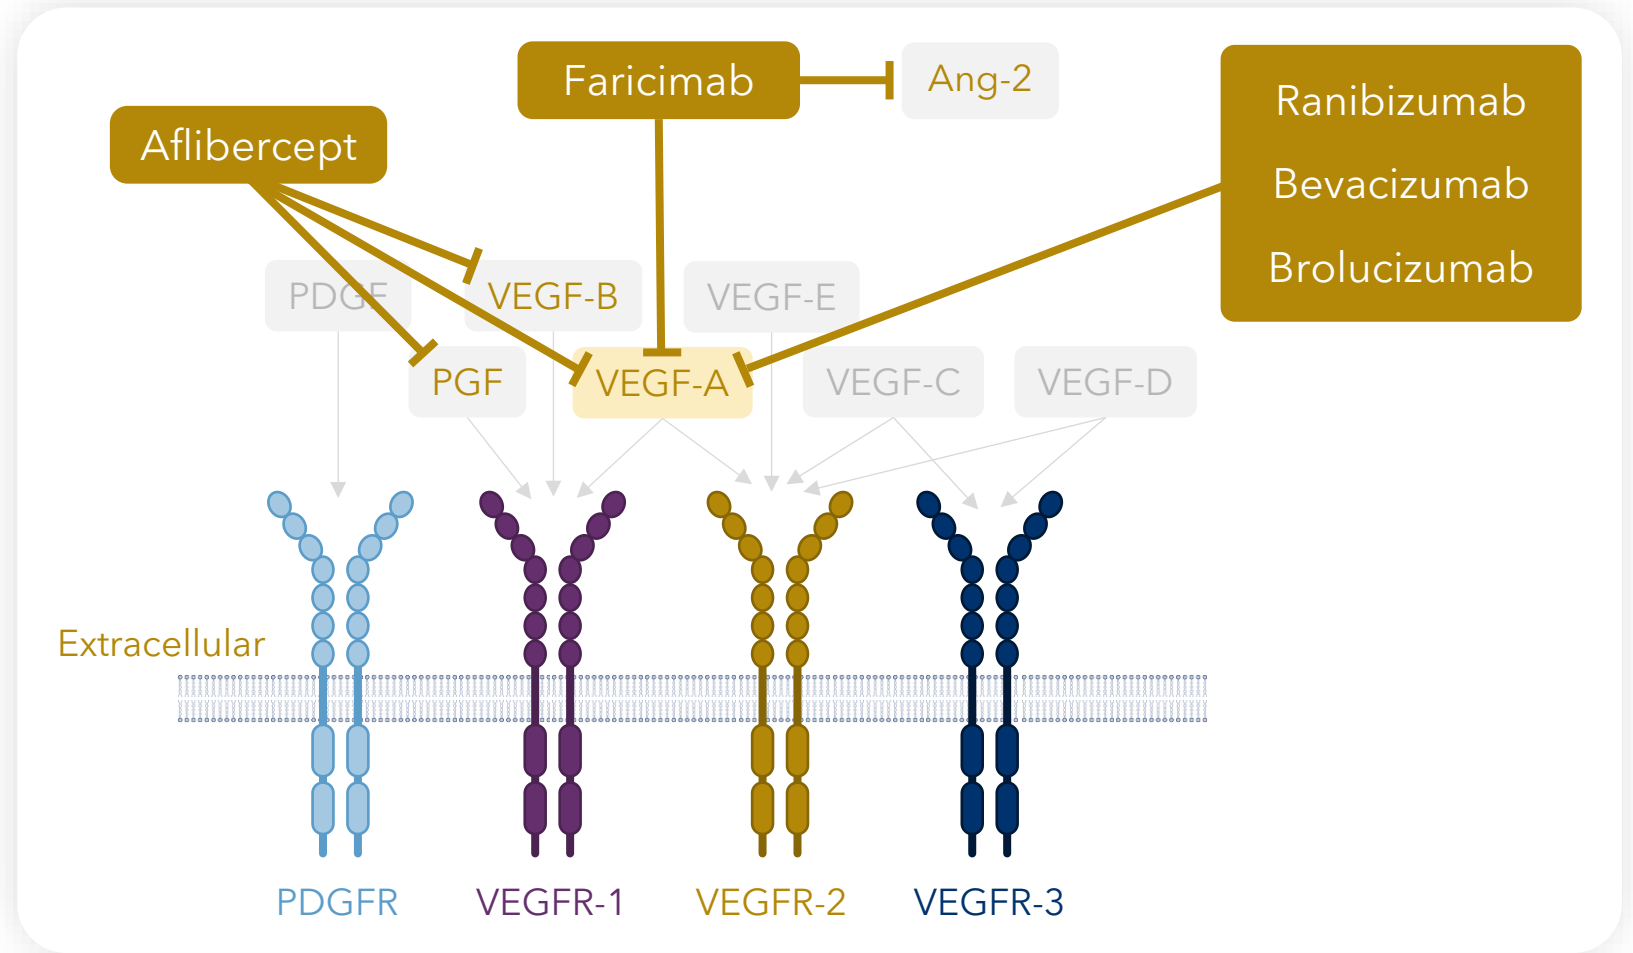 Faricimab
Ang-2
Aflibercept
Ranibizumab
Bevacizumab
Brolucizumab
PDGF
VEGF-B
VEGF-E
PGF
VEGF-A
VEGF-C
VEGF-D
Extracellular
PDGFR
VEGFR-1
VEGFR-2
VEGFR-3